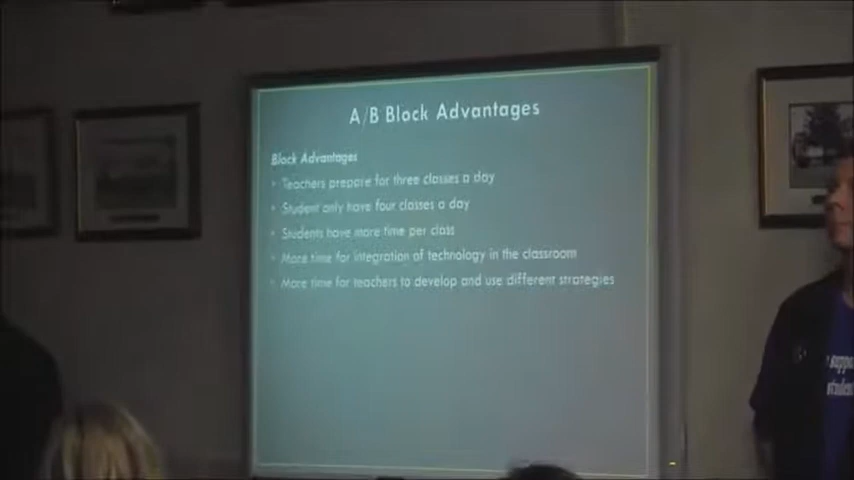 A/B Block Advantages
Block Advantages
• Teachers prepare for three classes a day
• Student only have four classes a day
• Students have more time per class
• More time for integration of technology in the classroom
• More time for teachers to develop and use different strategies